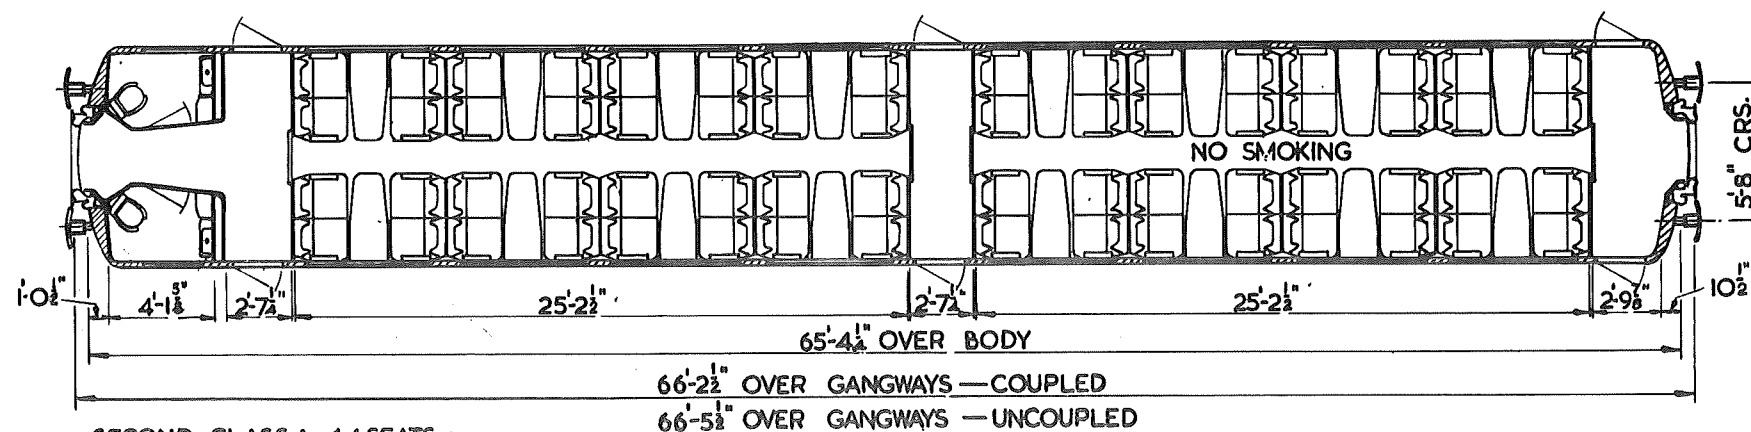 NO SMOKING
5'-8" CRS.
1'-0½" 4'-1⅝" 2'-7¼" 25'-2½" 2'-7¼" 25'-2½" 2'-9⅞" 10½"
65'-4¼" OVER BODY
66'-2½" OVER GANGWAYS — COUPLED
66'-5½" OVER GANGWAYS — UNCOUPLED
SECOND CLASS